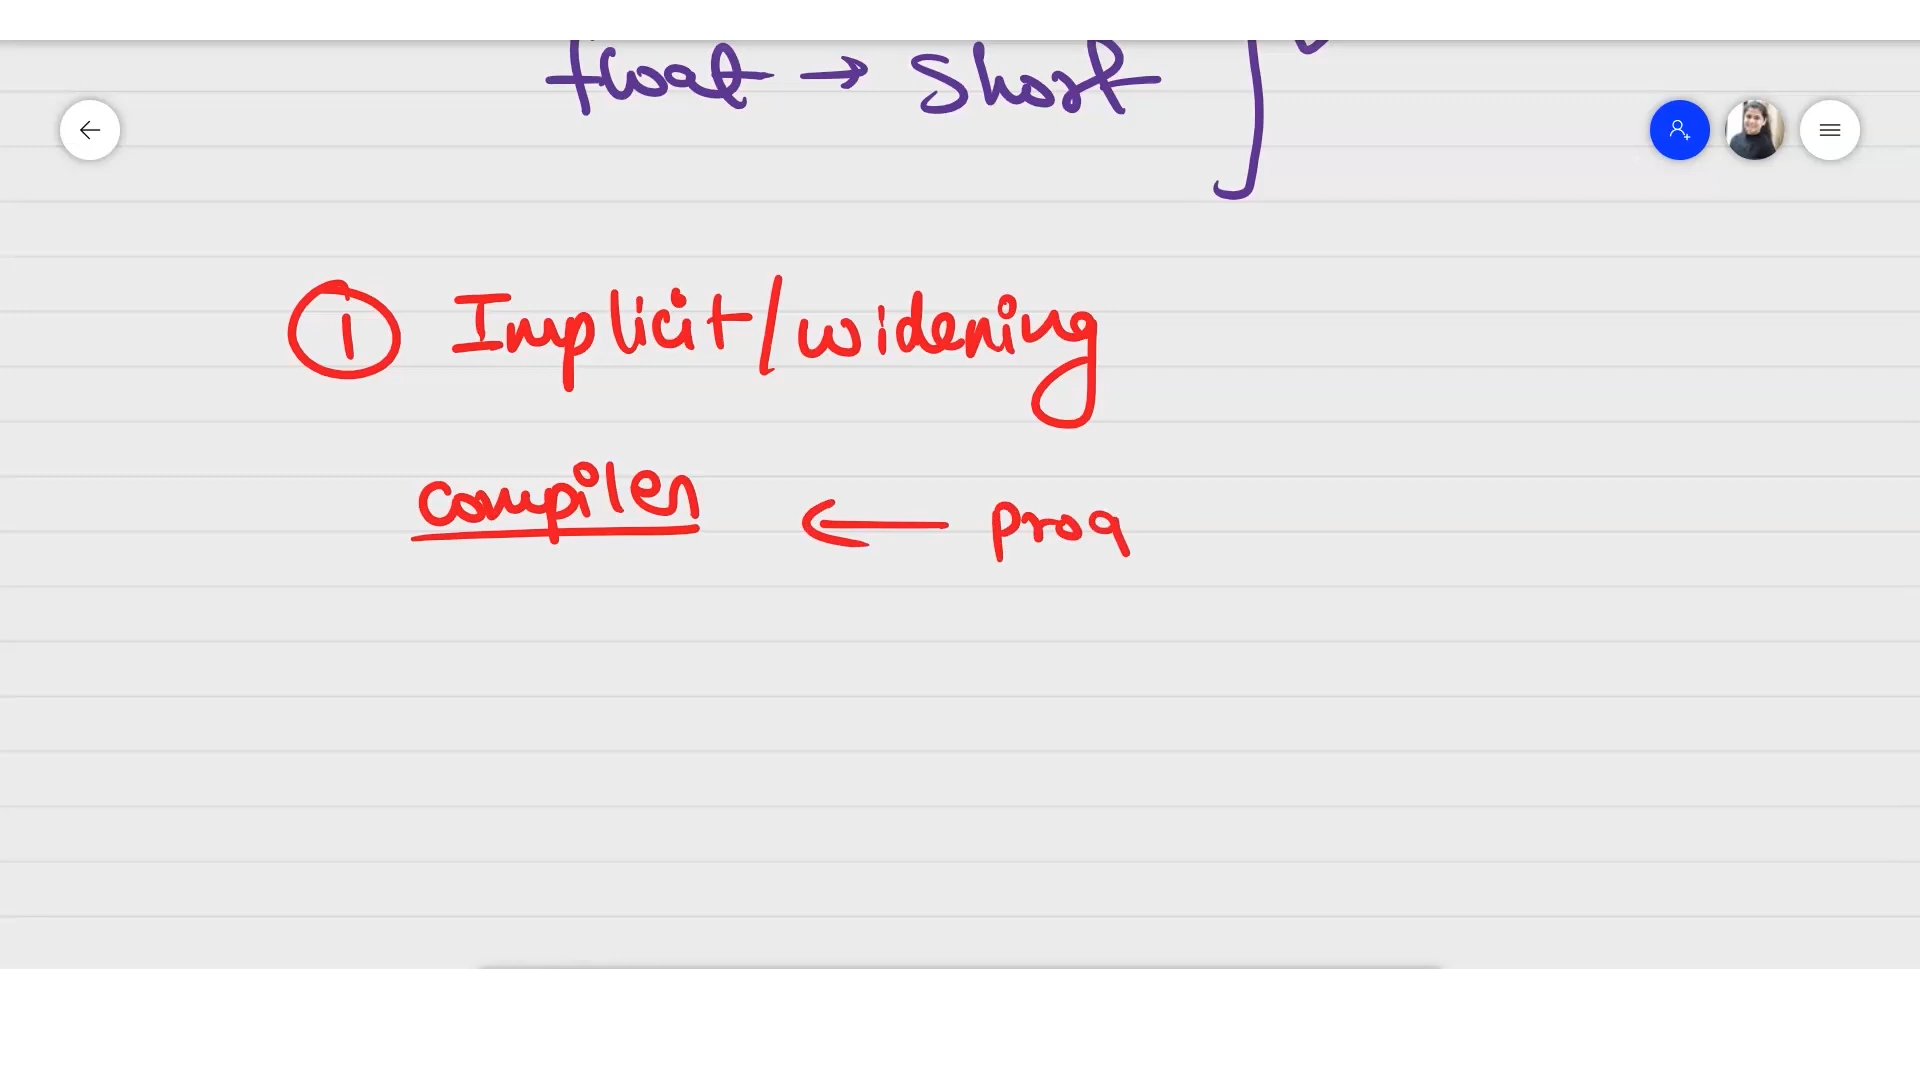 float → short
① Implicit/widening
compiler ← prog